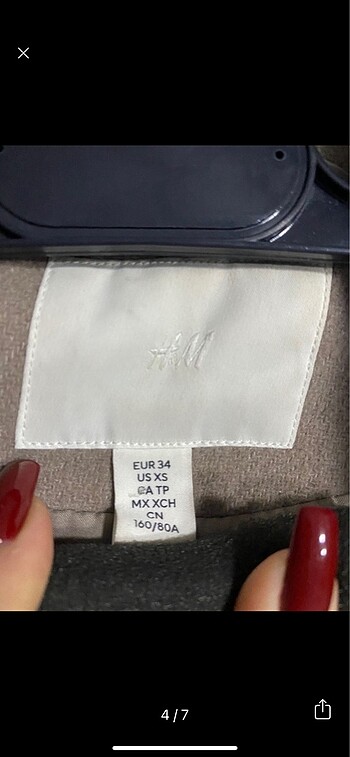 H&M
EUR 34
US XS
CA TP
MX XCH
CN
160/80A
4 / 7